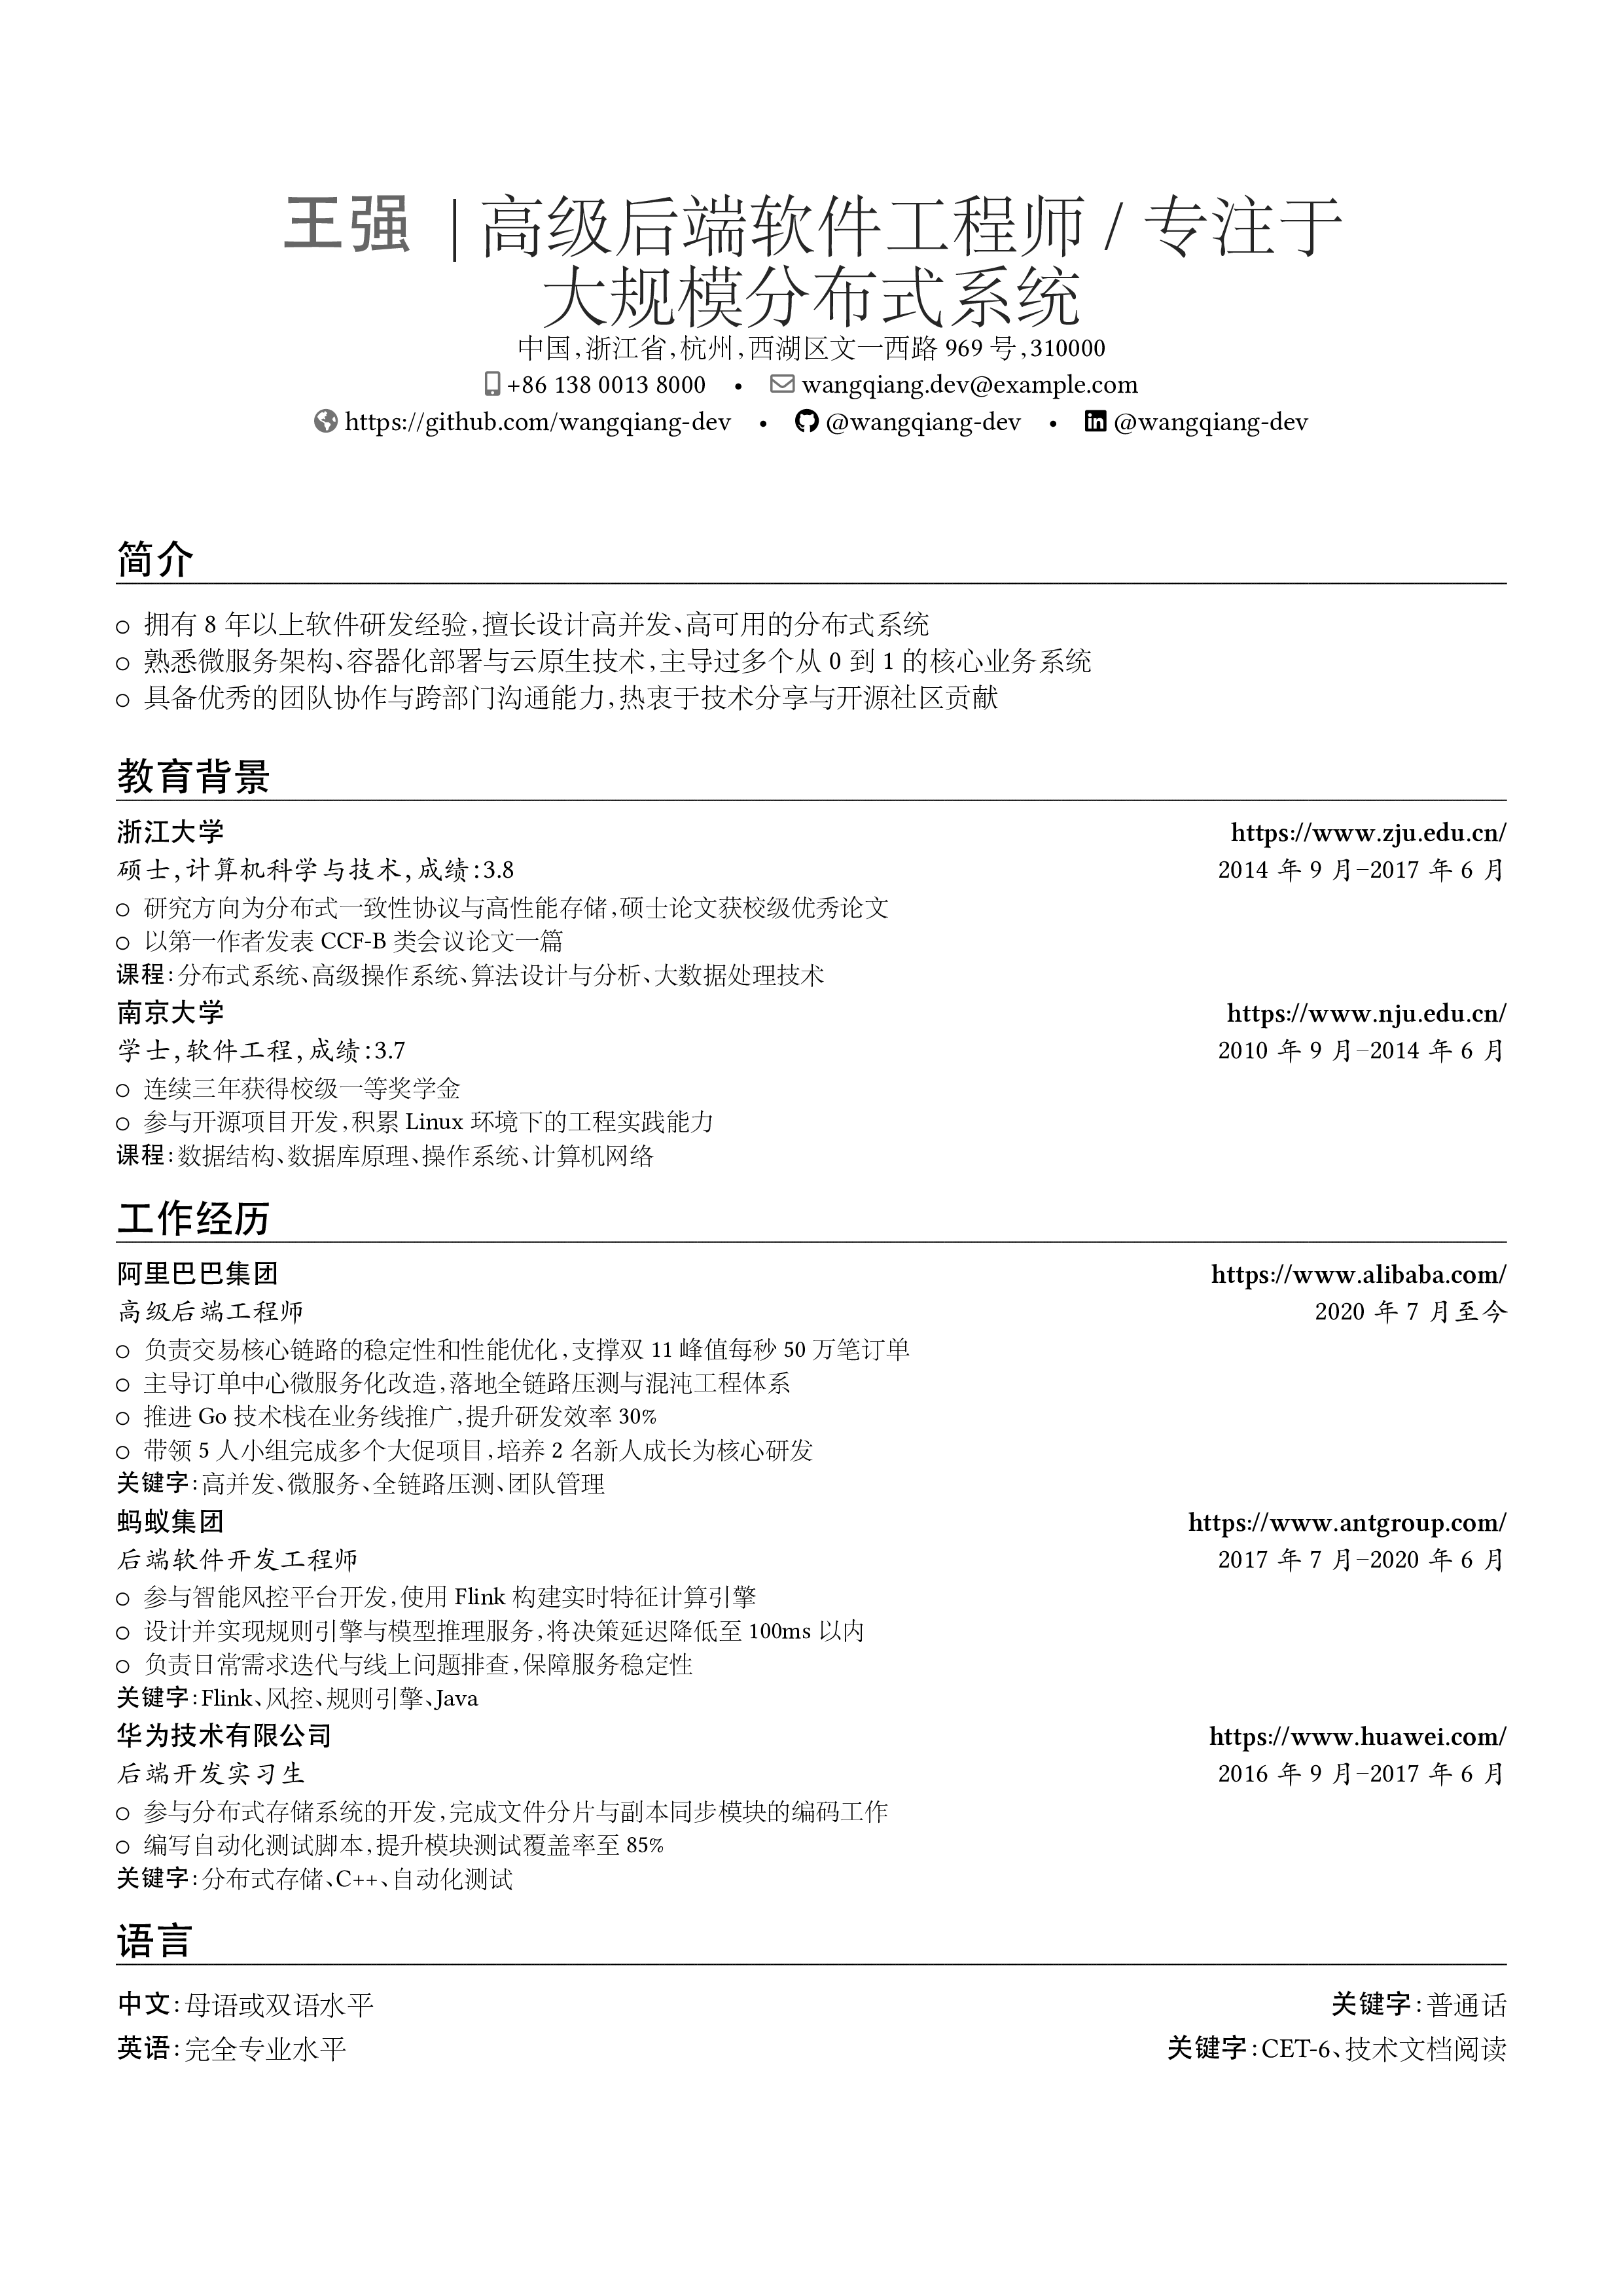 王强 | 高级后端软件工程师 / 专注于
大规模分布式系统
中国,浙江省,杭州,西湖区文一西路 969 号,310000
+86 138 0013 8000 • wangqiang.dev@example.com
https://github.com/wangqiang-dev • @wangqiang-dev • @wangqiang-dev
简介
○ 拥有 8 年以上软件研发经验,擅长设计高并发、高可用的分布式系统
○ 熟悉微服务架构、容器化部署与云原生技术,主导过多个从 0 到 1 的核心业务系统
○ 具备优秀的团队协作与跨部门沟通能力,热衷于技术分享与开源社区贡献
教育背景
浙江大学 https://www.zju.edu.cn/
硕士,计算机科学与技术,成绩:3.8 2014 年 9 月–2017 年 6 月
○ 研究方向为分布式一致性协议与高性能存储,硕士论文获校级优秀论文
○ 以第一作者发表 CCF-B 类会议论文一篇
课程:分布式系统、高级操作系统、算法设计与分析、大数据处理技术
南京大学 https://www.nju.edu.cn/
学士,软件工程,成绩:3.7 2010 年 9 月–2014 年 6 月
○ 连续三年获得校级一等奖学金
○ 参与开源项目开发,积累 Linux 环境下的工程实践能力
课程:数据结构、数据库原理、操作系统、计算机网络
工作经历
阿里巴巴集团 https://www.alibaba.com/
高级后端工程师 2020 年 7 月至今
○ 负责交易核心链路的稳定性和性能优化,支撑双 11 峰值每秒 50 万笔订单
○ 主导订单中心微服务化改造,落地全链路压测与混沌工程体系
○ 推进 Go 技术栈在业务线推广,提升研发效率 30%
○ 带领 5 人小组完成多个大促项目,培养 2 名新人成长为核心研发
关键字:高并发、微服务、全链路压测、团队管理
蚂蚁集团 https://www.antgroup.com/
后端软件开发工程师 2017 年 7 月–2020 年 6 月
○ 参与智能风控平台开发,使用 Flink 构建实时特征计算引擎
○ 设计并实现规则引擎与模型推理服务,将决策延迟降低至 100ms 以内
○ 负责日常需求迭代与线上问题排查,保障服务稳定性
关键字:Flink、风控、规则引擎、Java
华为技术有限公司 https://www.huawei.com/
后端开发实习生 2016 年 9 月–2017 年 6 月
○ 参与分布式存储系统的开发,完成文件分片与副本同步模块的编码工作
○ 编写自动化测试脚本,提升模块测试覆盖率至 85%
关键字:分布式存储、C++、自动化测试
语言
中文:母语或双语水平 关键字:普通话
英语:完全专业水平 关键字:CET-6、技术文档阅读